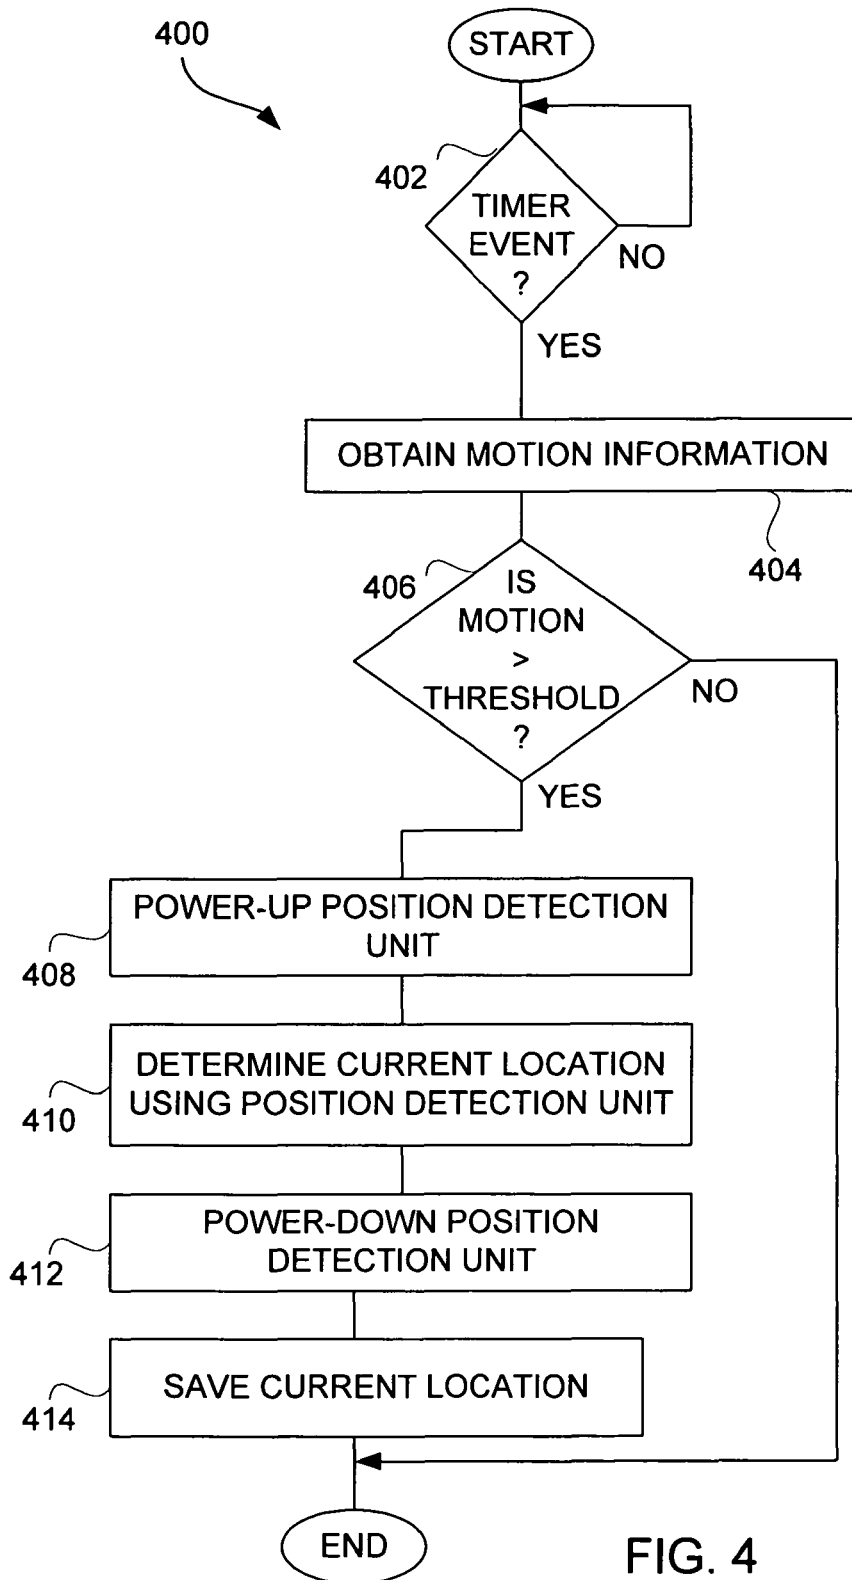 400
START
402
TIMER
EVENT
?
NO
YES
OBTAIN MOTION INFORMATION
404
406
IS
MOTION
>
THRESHOLD
?
NO
YES
POWER-UP POSITION DETECTION
UNIT
408
DETERMINE CURRENT LOCATION
USING POSITION DETECTION UNIT
410
POWER-DOWN POSITION
DETECTION UNIT
412
SAVE CURRENT LOCATION
414
END
FIG. 4